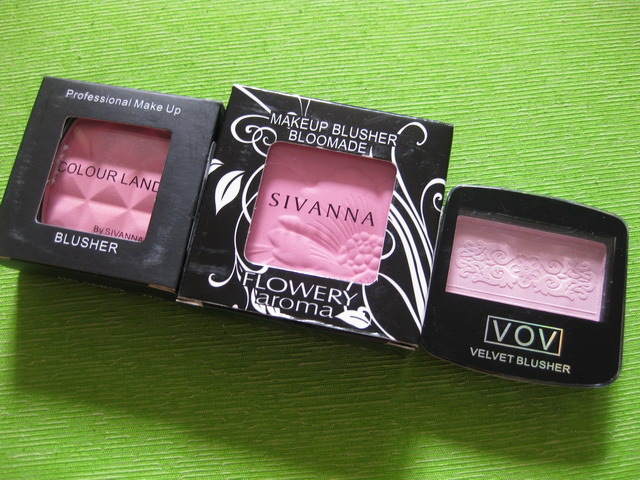 Professional Make Up
COLOUR LAND
By SIVANNA
BLUSHER
MAKEUP BLUSHER
BLOOMADE
SIVANNA
FLOWERY
aroma
VOV
VELVET BLUSHER